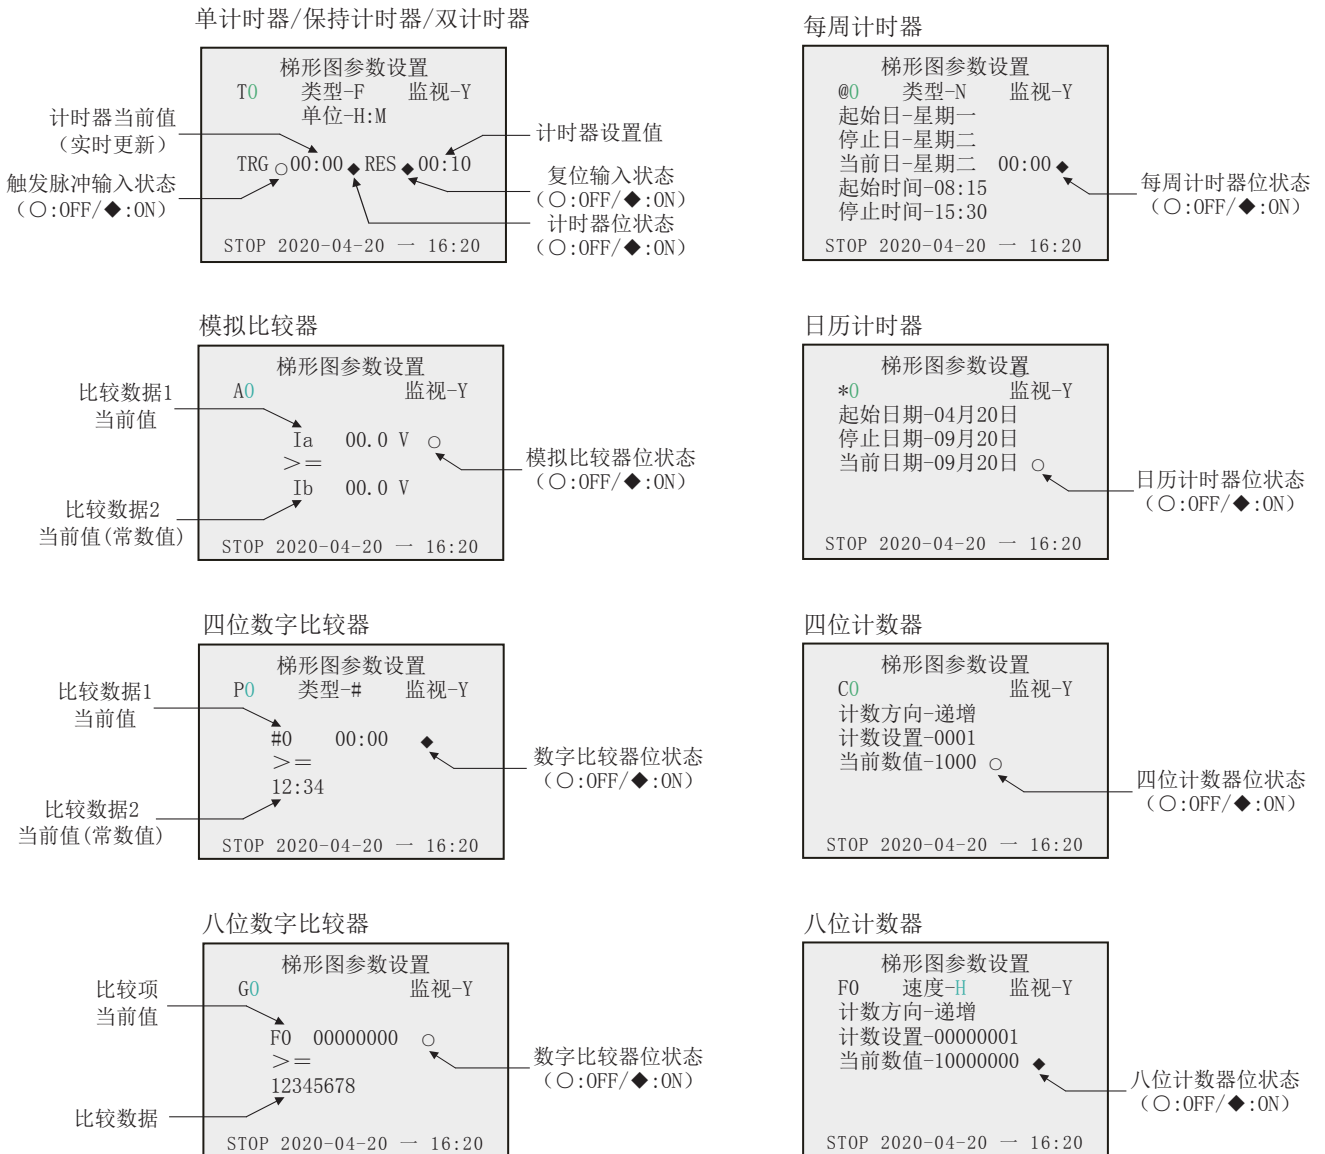 单计时器/保持计时器/双计时器
梯形图参数设置
T0 类型-F 监视-Y
单位-H:M
TRG ○00:00◆RES◆00:10
STOP 2020-04-20 一 16:20
计时器当前值
（实时更新）
触发脉冲输入状态
（○:OFF/◆:ON）
计时器设置值
复位输入状态
（○:OFF/◆:ON）
计时器位状态
（○:OFF/◆:ON）
每周计时器
梯形图参数设置
@0 类型-N 监视-Y
起始日-星期一
停止日-星期二
当前日-星期二 00:00◆
起始时间-08:15
停止时间-15:30
STOP 2020-04-20 一 16:20
每周计时器位状态
（○:OFF/◆:ON）
模拟比较器
梯形图参数设置
A0 监视-Y
Ia 00.0 V ○
>=
Ib 00.0 V
STOP 2020-04-20 一 16:20
比较数据1
当前值
比较数据2
当前值(常数值)
模拟比较器位状态
（○:OFF/◆:ON）
日历计时器
梯形图参数设置
*0 监视-Y
起始日期-04月20日
停止日期-09月20日
当前日期-09月20日 ○
STOP 2020-04-20 一 16:20
日历计时器位状态
（○:OFF/◆:ON）
四位数字比较器
梯形图参数设置
P0 类型-# 监视-Y
#0 00:00 ◆
>=
12:34
STOP 2020-04-20 一 16:20
比较数据1
当前值
比较数据2
当前值(常数值)
数字比较器位状态
（○:OFF/◆:ON）
四位计数器
梯形图参数设置
C0 监视-Y
计数方向-递增
计数设置-0001
当前数值-1000 ○
STOP 2020-04-20 一 16:20
四位计数器位状态
（○:OFF/◆:ON）
八位数字比较器
梯形图参数设置
G0 监视-Y
F0 00000000 ○
>=
12345678
STOP 2020-04-20 一 16:20
比较项
当前值
比较数据
数字比较器位状态
（○:OFF/◆:ON）
八位计数器
梯形图参数设置
F0 速度-H 监视-Y
计数方向-递增
计数设置-00000001
当前数值-10000000 ◆
STOP 2020-04-20 一 16:20
八位计数器位状态
（○:OFF/◆:ON）